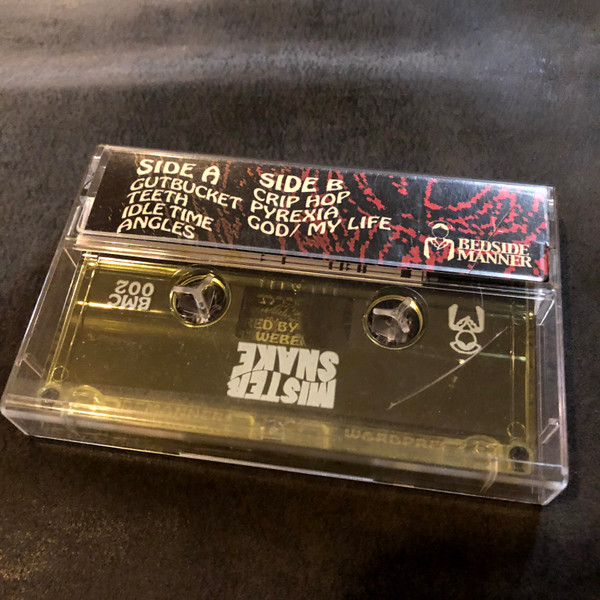 SIDE A
GUTBUCKET
TEETH
IDLE TIME
ANGLES
SIDE B
CRIP HOP
PYREXIA
GOD/ MY LIFE
BEDSIDE
MANNER
BMC
002
MISTER
SNAKE